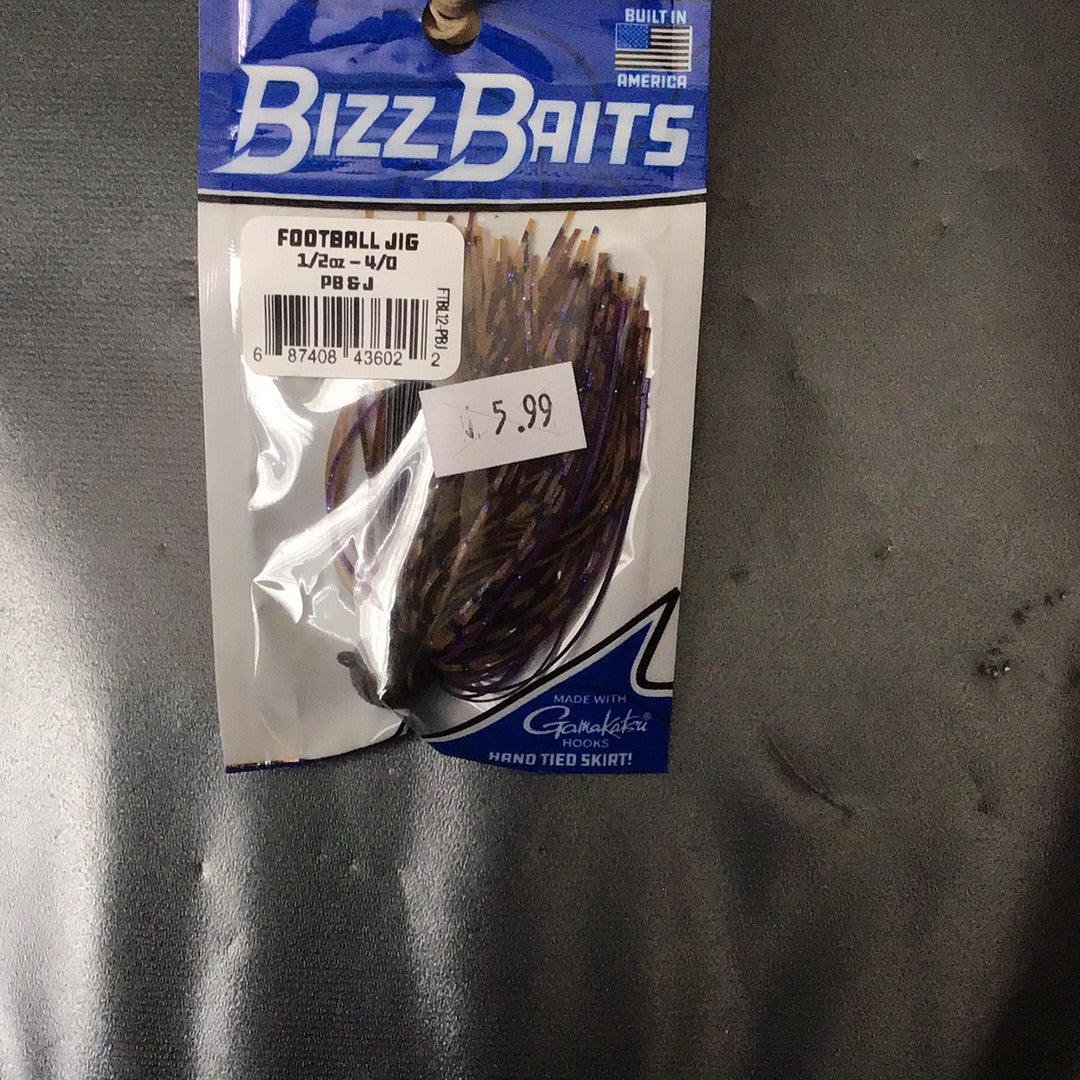 BUILT IN
AMERICA
BIZZ BAITS
FOOTBALL JIG
1/2oz - 4/0
PB & J
FTBL12-PBJ
6 87408 43602 2
5.99
MADE WITH
Gamakatsu®
HOOKS
HAND TIED SKIRT!